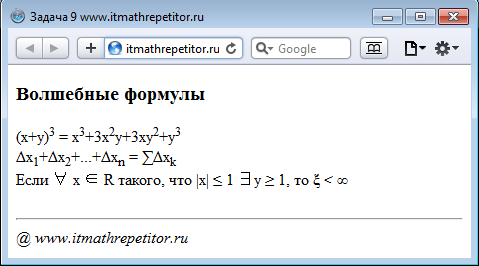 Задача 9 www.itmathrepetitor.ru
itmathrepetitor.ru
Google
Волшебные формулы
(x+y)³ = x³+3x²y+3xy²+y³
Δx₁+Δx₂+...+Δxₙ = ∑Δxₖ
Если ∀ x ∈ R такого, что |x| ≤ 1 ∃ y ≥ 1, то ξ < ∞
@ www.itmathrepetitor.ru